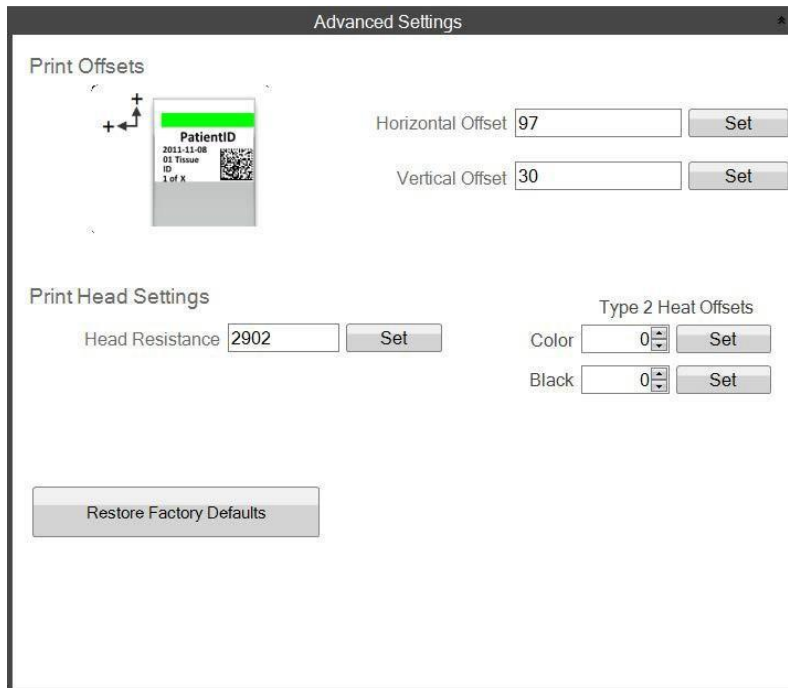 Advanced Settings
Print Offsets
+
+
PatientID
2011-11-08
01 Tissue
ID
1 of X
Horizontal Offset 97 Set
Vertical Offset 30 Set
Print Head Settings
Type 2 Heat Offsets
Head Resistance 2902 Set
Color 0 Set
Black 0 Set
Restore Factory Defaults